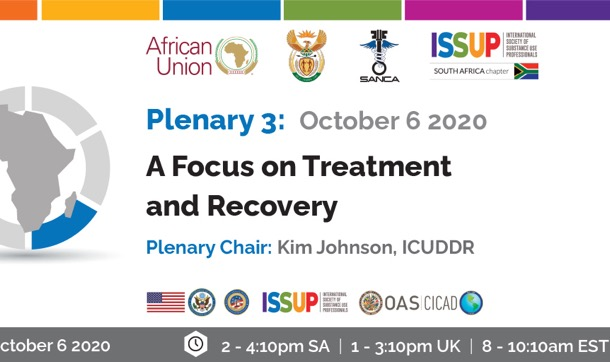 African
Union
SANCA
ISSUP
INTERNATIONAL
SOCIETY OF
SUBSTANCE USE
PROFESSIONALS
SOUTH AFRICA chapter
Plenary 3: October 6 2020
A Focus on Treatment
and Recovery
Plenary Chair: Kim Johnson, ICUDDR
ISSUP
INTERNATIONAL
SOCIETY OF
SUBSTANCE USE
PROFESSIONALS
OAS CICAD
ctober 6 2020
2 - 4:10pm SA | 1 - 3:10pm UK | 8 - 10:10am EST